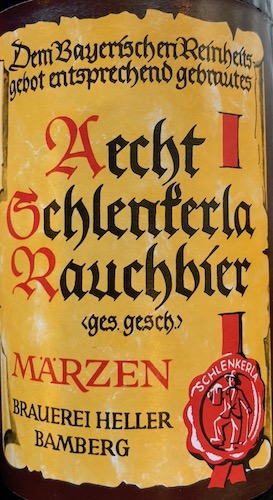 Dem Bayerischen Reinheits-
gebot entsprechend gebrautes
Aecht
Schlenkerla
Rauchbier
<ges. gesch.>
MÄRZEN
BRAUEREI HELLER
BAMBERG
SCHLENKERLA